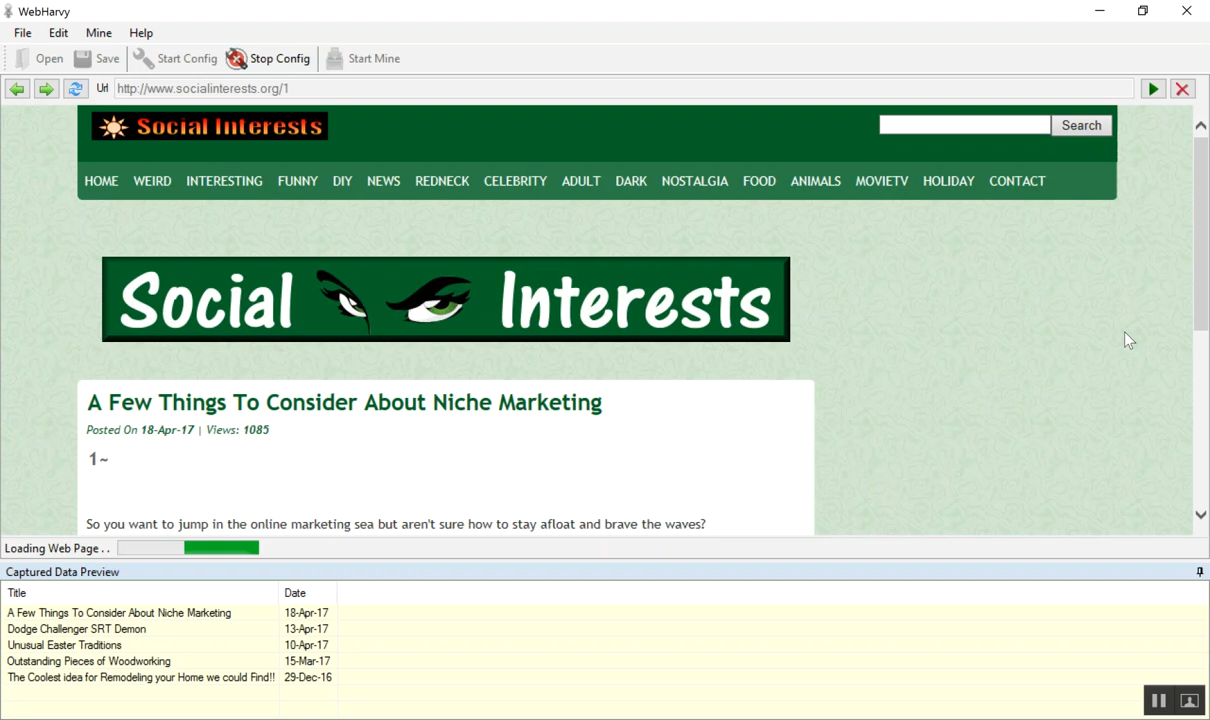 WebHarvy
File Edit Mine Help
Open Save Start Config Stop Config Start Mine
Url http://www.socialinterests.org/1
Social Interests
Search
HOME WEIRD INTERESTING FUNNY DIY NEWS REDNECK CELEBRITY ADULT DARK NOSTALGIA FOOD ANIMALS MOVIETV HOLIDAY CONTACT
Social Interests
A Few Things To Consider About Niche Marketing
Posted On 18-Apr-17 | Views: 1085
1~
So you want to jump in the online marketing sea but aren't sure how to stay afloat and brave the waves?
Loading Web Page . .
Captured Data Preview
Title Date
A Few Things To Consider About Niche Marketing 18-Apr-17
Dodge Challenger SRT Demon 13-Apr-17
Unusual Easter Traditions 10-Apr-17
Outstanding Pieces of Woodworking 15-Mar-17
The Coolest idea for Remodeling your Home we could Find!! 29-Dec-16